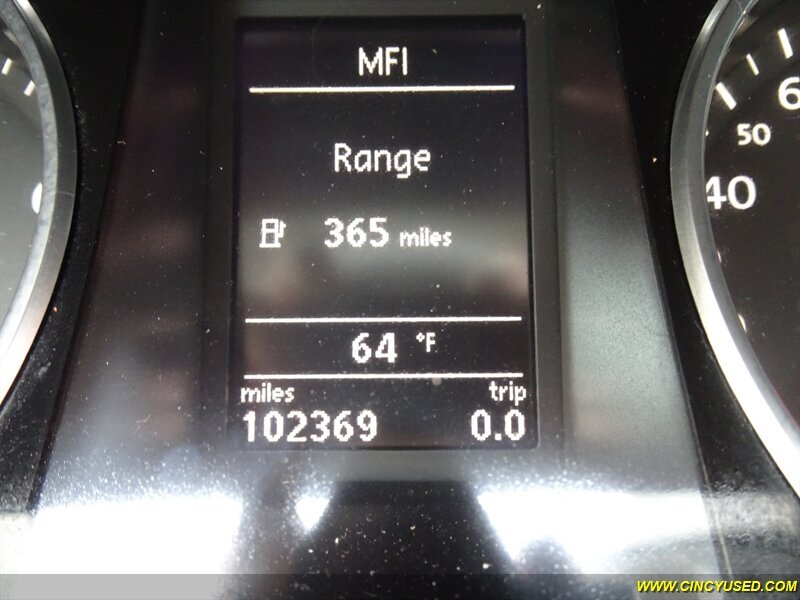 MFI
Range
365 miles
64 °F
miles trip
102369 0.0
6
50
40
WWW.CINCYUSED.COM